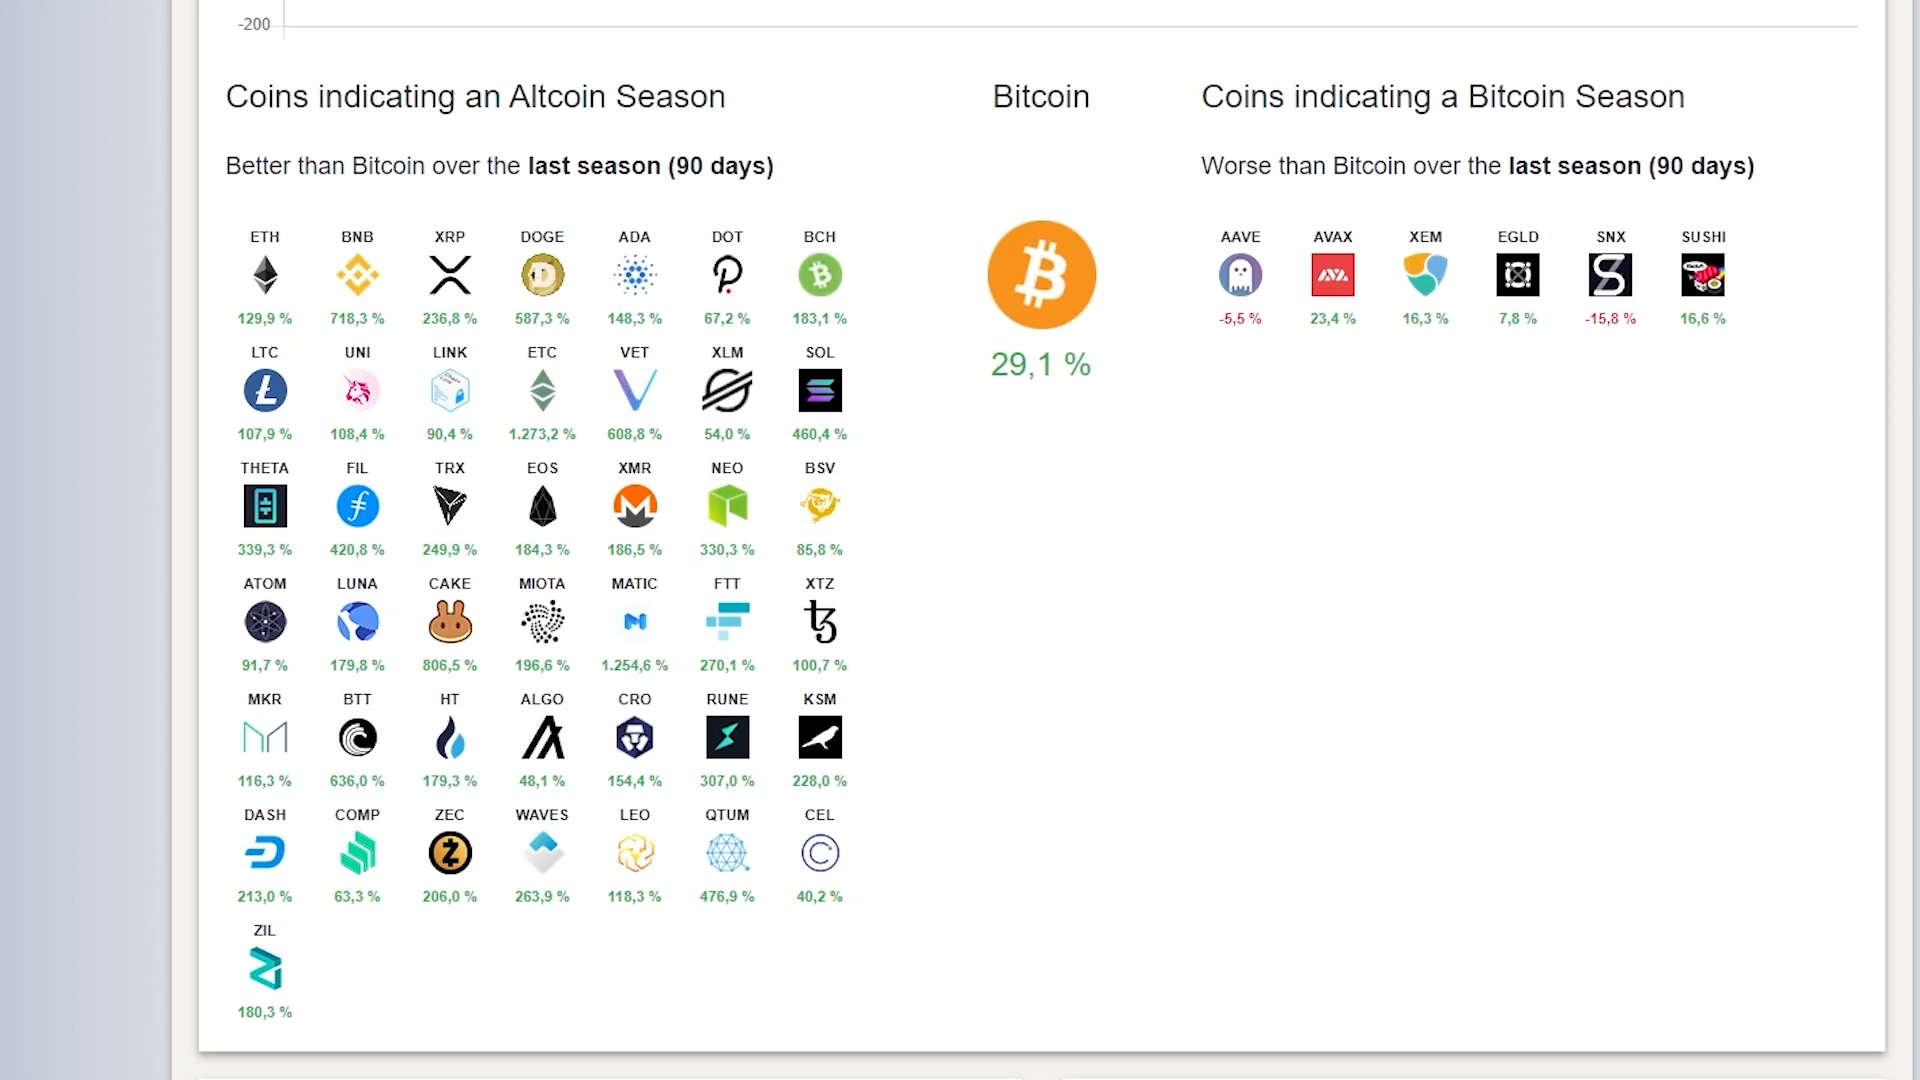 -200
Coins indicating an Altcoin Season
Bitcoin
Coins indicating a Bitcoin Season
Better than Bitcoin over the last season (90 days)
Worse than Bitcoin over the last season (90 days)
ETH BNB XRP DOGE ADA DOT BCH
129,9 % 718,3 % 236,8 % 587,3 % 148,3 % 67,2 % 183,1 %
LTC UNI LINK ETC VET XLM SOL
107,9 % 108,4 % 90,4 % 1.273,2 % 608,8 % 54,0 % 460,4 %
THETA FIL TRX EOS XMR NEO BSV
339,3 % 420,8 % 249,9 % 184,3 % 186,5 % 330,3 % 85,8 %
ATOM LUNA CAKE MIOTA MATIC FTT XTZ
91,7 % 179,8 % 806,5 % 196,6 % 1.254,6 % 270,1 % 100,7 %
MKR BTT HT ALGO CRO RUNE KSM
116,3 % 636,0 % 179,3 % 48,1 % 154,4 % 307,0 % 228,0 %
DASH COMP ZEC WAVES LEO QTUM CEL
213,0 % 63,3 % 206,0 % 263,9 % 118,3 % 476,9 % 40,2 %
ZIL
180,3 %
29,1 %
AAVE AVAX XEM EGLD SNX SUSHI
-5,5 % 23,4 % 16,3 % 7,8 % -15,8 % 16,6 %